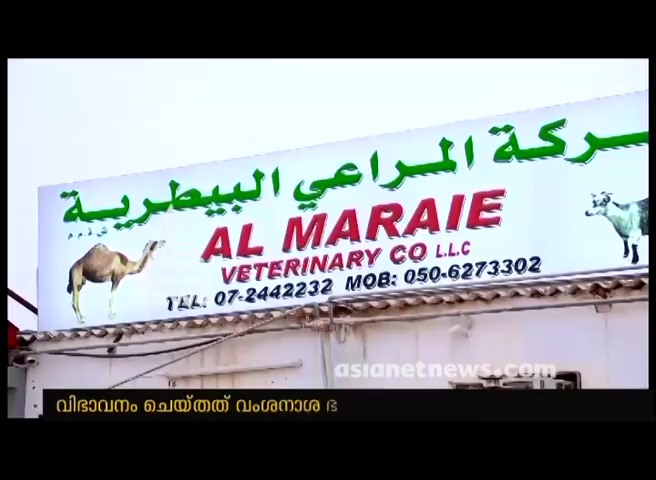 شركة المراعي البيطرية
ش.ذ.م.م
AL MARAIE
VETERINARY CO L.L.C
TEL: 07-2442232 MOB: 050-6273302
asianetnews.com
വിഭാവനം ചെയ്തത് വംശനാശ ഭ